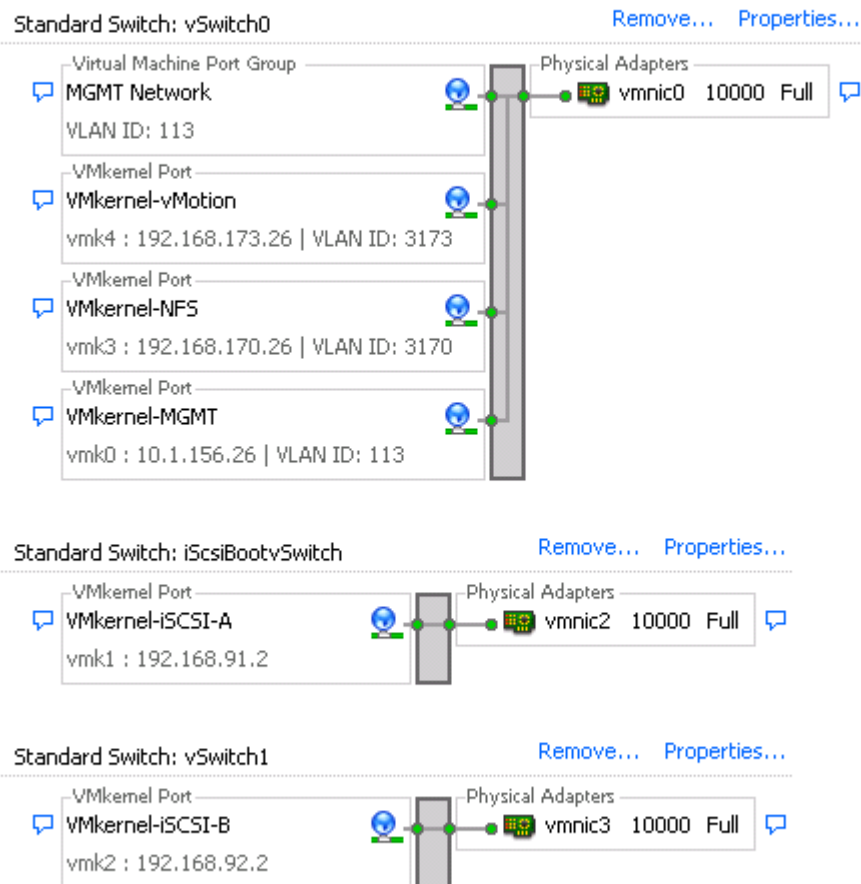 Standard Switch: vSwitch0 Remove... Properties...
Virtual Machine Port Group Physical Adapters
MGMT Network vmnic0 10000 Full
VLAN ID: 113
VMkernel Port
VMkernel-vMotion
vmk4 : 192.168.173.26 | VLAN ID: 3173
VMkernel Port
VMkernel-NFS
vmk3 : 192.168.170.26 | VLAN ID: 3170
VMkernel Port
VMkernel-MGMT
vmk0 : 10.1.156.26 | VLAN ID: 113
Standard Switch: iScsiBootvSwitch Remove... Properties...
VMkernel Port Physical Adapters
VMkernel-iSCSI-A vmnic2 10000 Full
vmk1 : 192.168.91.2
Standard Switch: vSwitch1 Remove... Properties...
VMkernel Port Physical Adapters
VMkernel-iSCSI-B vmnic3 10000 Full
vmk2 : 192.168.92.2